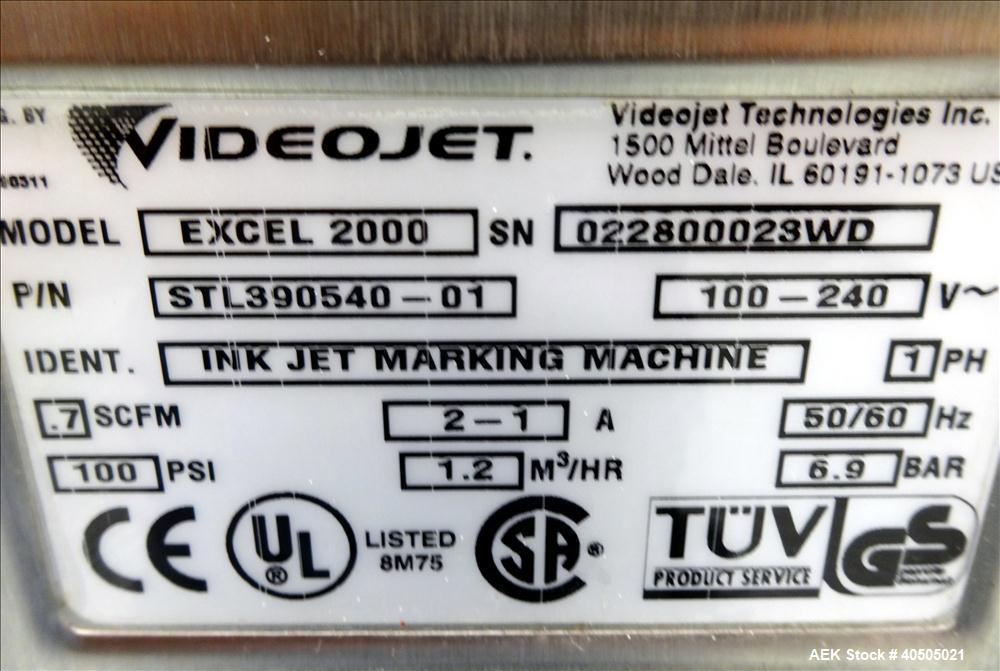 G. BY VIDEOJET. Videojet Technologies Inc.
1500 Mittel Boulevard
Wood Dale, IL 60191-1073 US
MODEL EXCEL 2000 SN 022800023WD
P/N STL390540-01 100-240 V~
IDENT. INK JET MARKING MACHINE 1 PH
.7 SCFM 2-1 A 50/60 Hz
100 PSI 1.2 M³/HR 6.9 BAR
CE UL ® LISTED SA ® TÜV GS
8M75 PRODUCT SERVICE
AEK Stock # 40505021